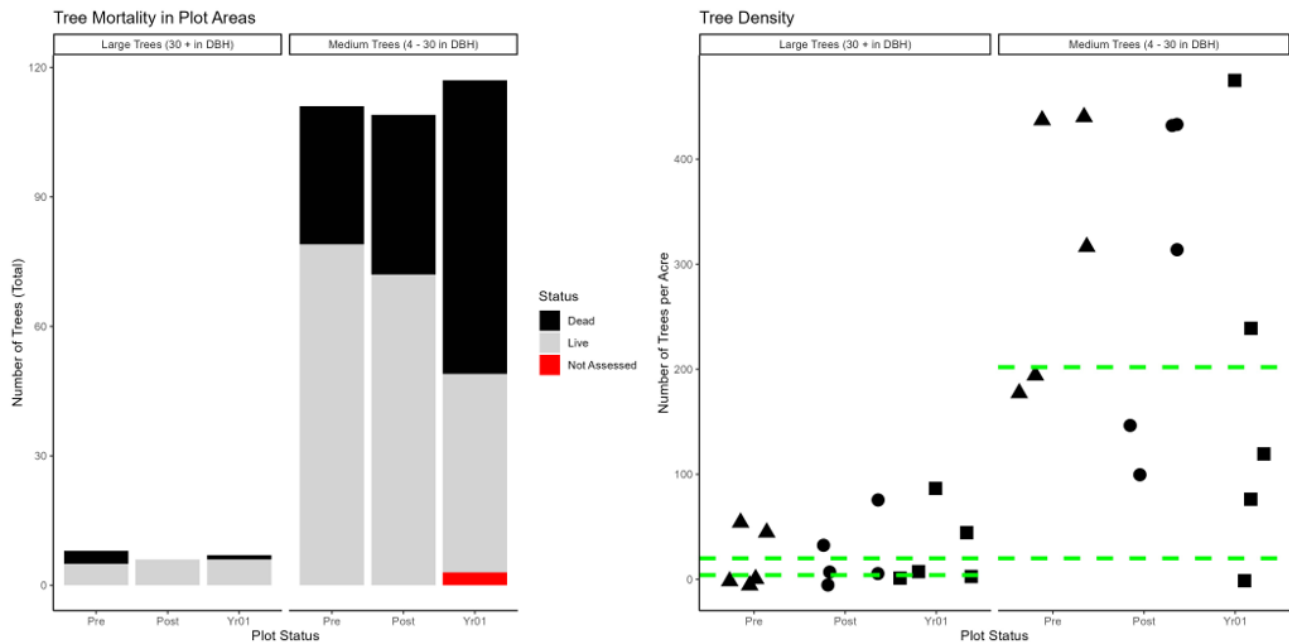 Tree Mortality in Plot Areas
Large Trees (30 + in DBH)
Medium Trees (4 - 30 in DBH)
120
90
60
30
0
Number of Trees (Total)
Pre
Post
Yr01
Pre
Post
Yr01
Plot Status
Status
Dead
Live
Not Assessed
Tree Density
Large Trees (30 + in DBH)
Medium Trees (4 - 30 in DBH)
400
300
200
100
0
Number of Trees per Acre
Pre
Post
Yr01
Pre
Post
Yr01
Plot Status